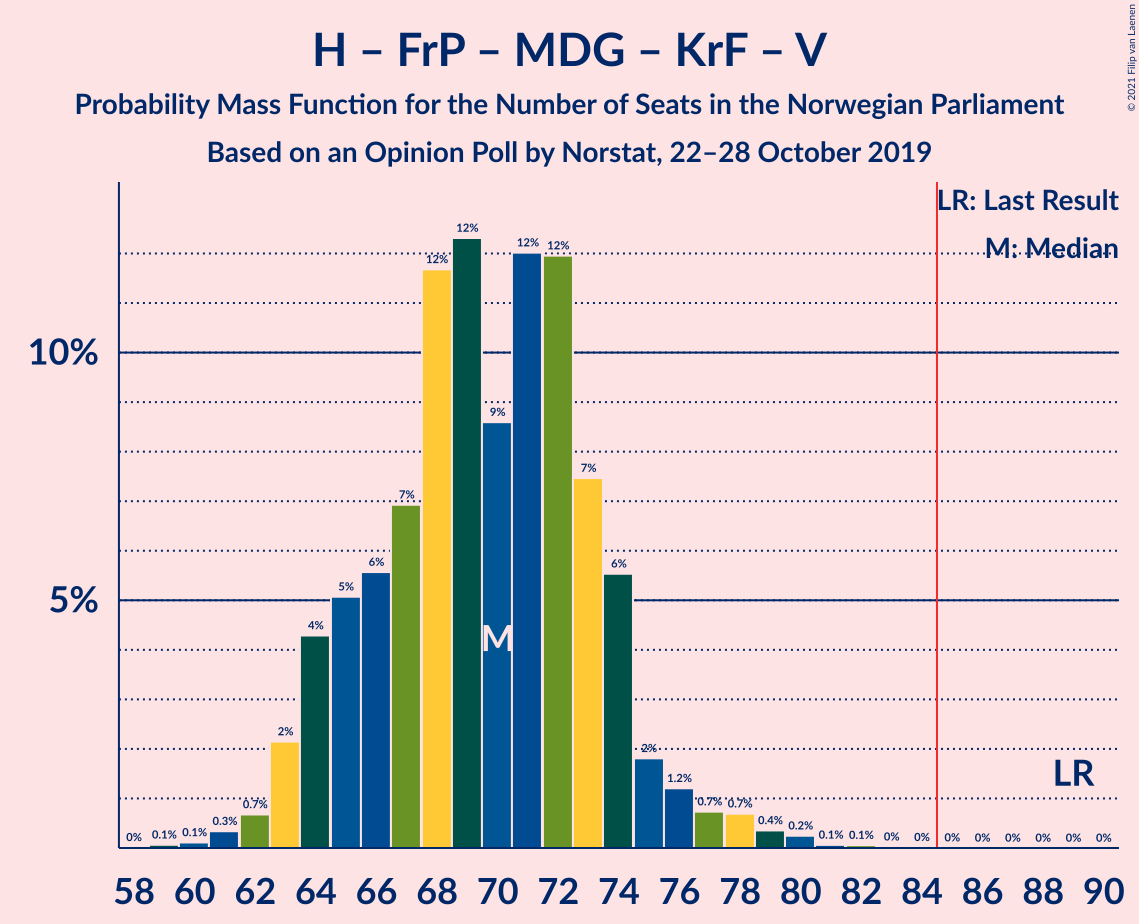 H – FrP – MDG – KrF – V
Probability Mass Function for the Number of Seats in the Norwegian Parliament
Based on an Opinion Poll by Norstat, 22–28 October 2019
© 2021 Filip van Laenen
LR: Last Result
M: Median
10%
5%
0% 0.1% 0.1% 0.3% 0.7% 2% 4% 5% 6% 7% 12% 12% 9% 12% 12% 7% 6% 2% 1.2% 0.7% 0.7% 0.4% 0.2% 0.1% 0.1% 0% 0% 0% 0% 0% 0% 0% 0%
M
LR
58 60 62 64 66 68 70 72 74 76 78 80 82 84 86 88 90